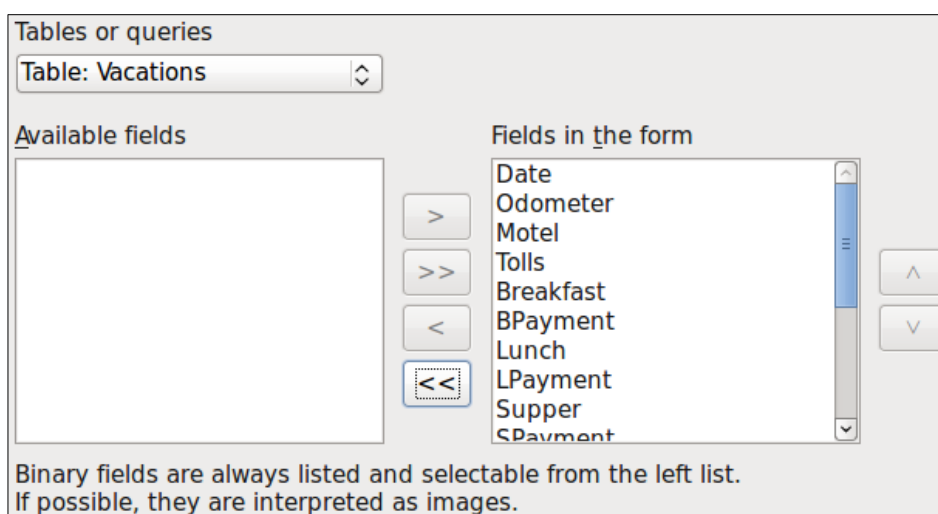 Tables or queries
Table: Vacations
Available fields
Fields in the form
Date
Odometer
Motel
Tolls
Breakfast
BPayment
Lunch
LPayment
Supper
SPayment
>
>>
<
<<
^
v
Binary fields are always listed and selectable from the left list.
If possible, they are interpreted as images.